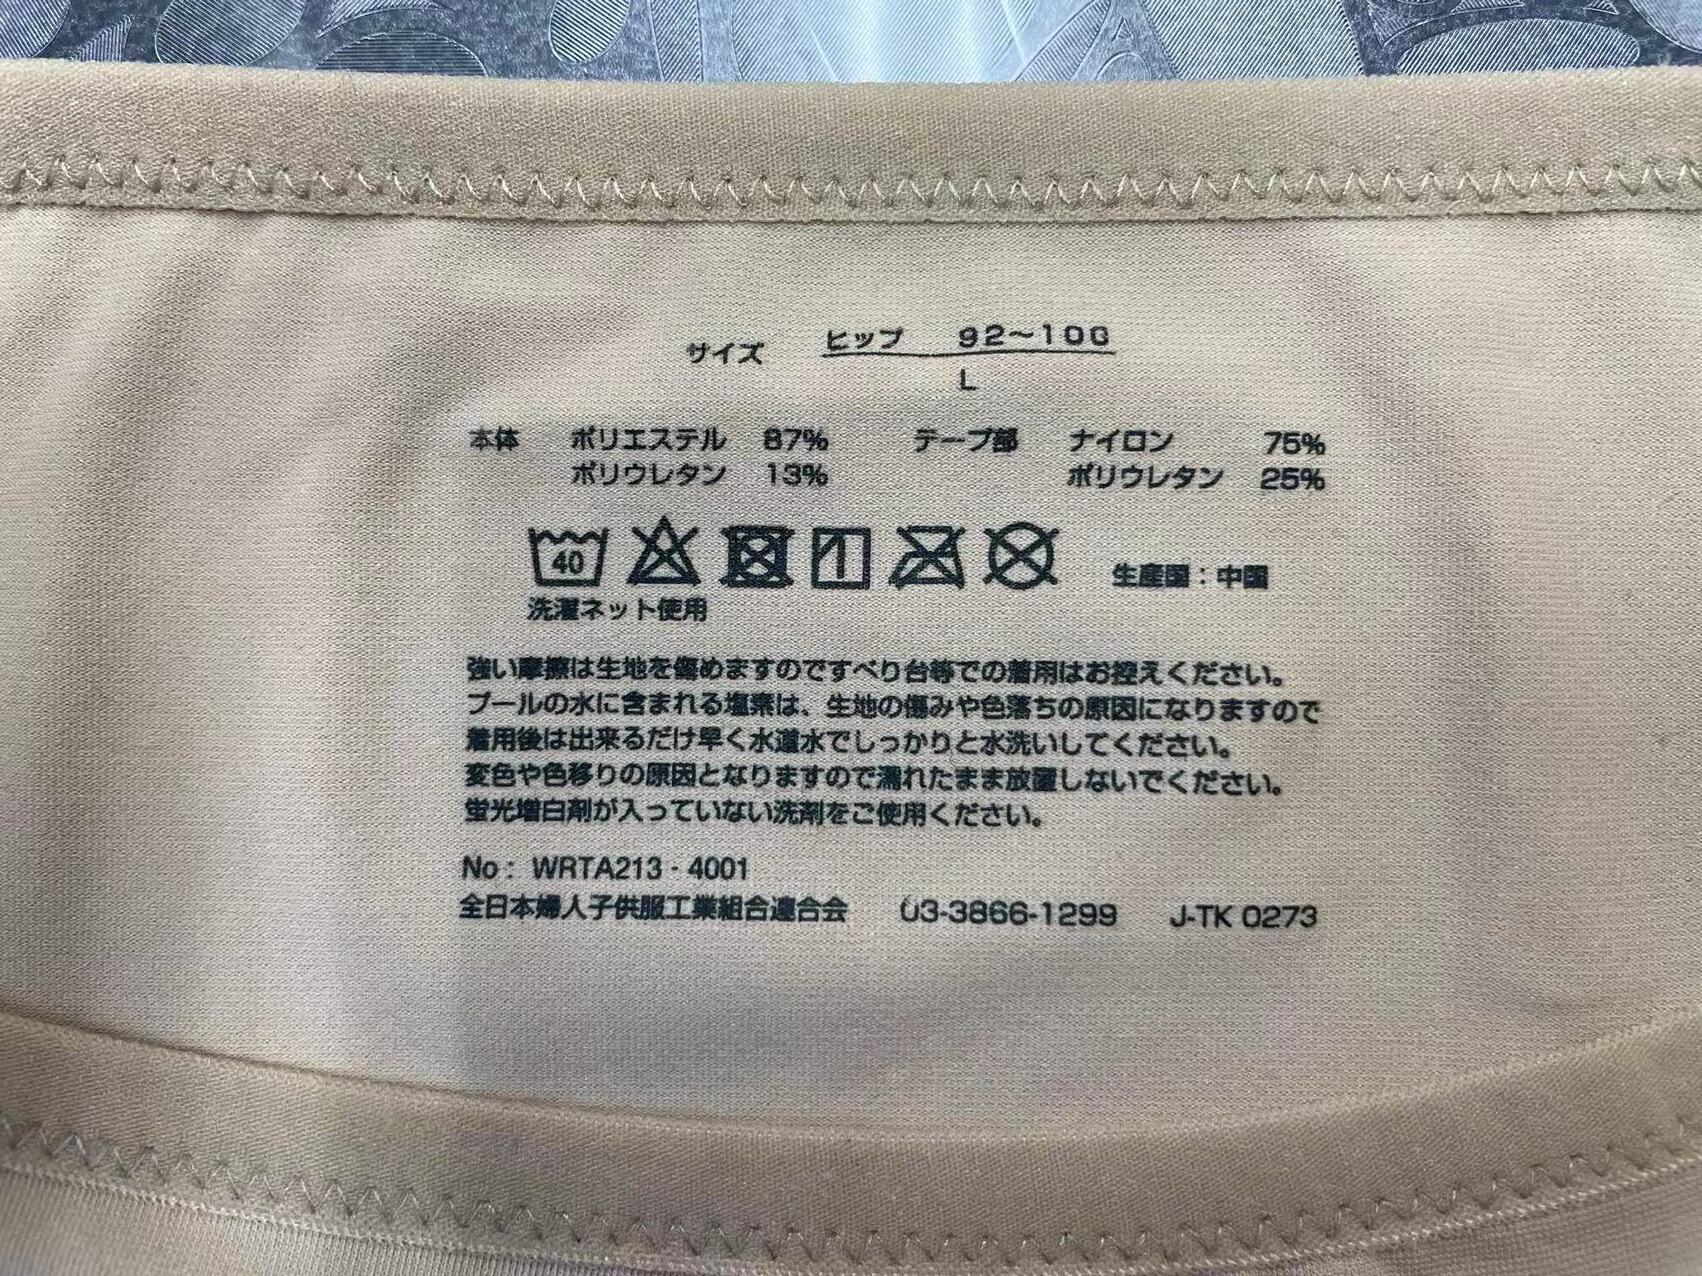 サイズ ヒップ 92~100
L
本体 ポリエステル 87% テープ部 ナイロン 75%
ポリウレタン 13% ポリウレタン 25%
40
生産国:中国
洗濯ネット使用
強い摩擦は生地を傷めますのですべり台等での着用はお控えください。
プールの水に含まれる塩素は、生地の傷みや色落ちの原因になりますので
着用後は出来るだけ早く水道水でしっかりと水洗いしてください。
変色や色移りの原因となりますので濡れたまま放置しないでください。
蛍光増白剤が入っていない洗剤をご使用ください。
No: WRTA213-4001
全日本婦人子供服工業組合連合会 03-3866-1299 J-TK 0273